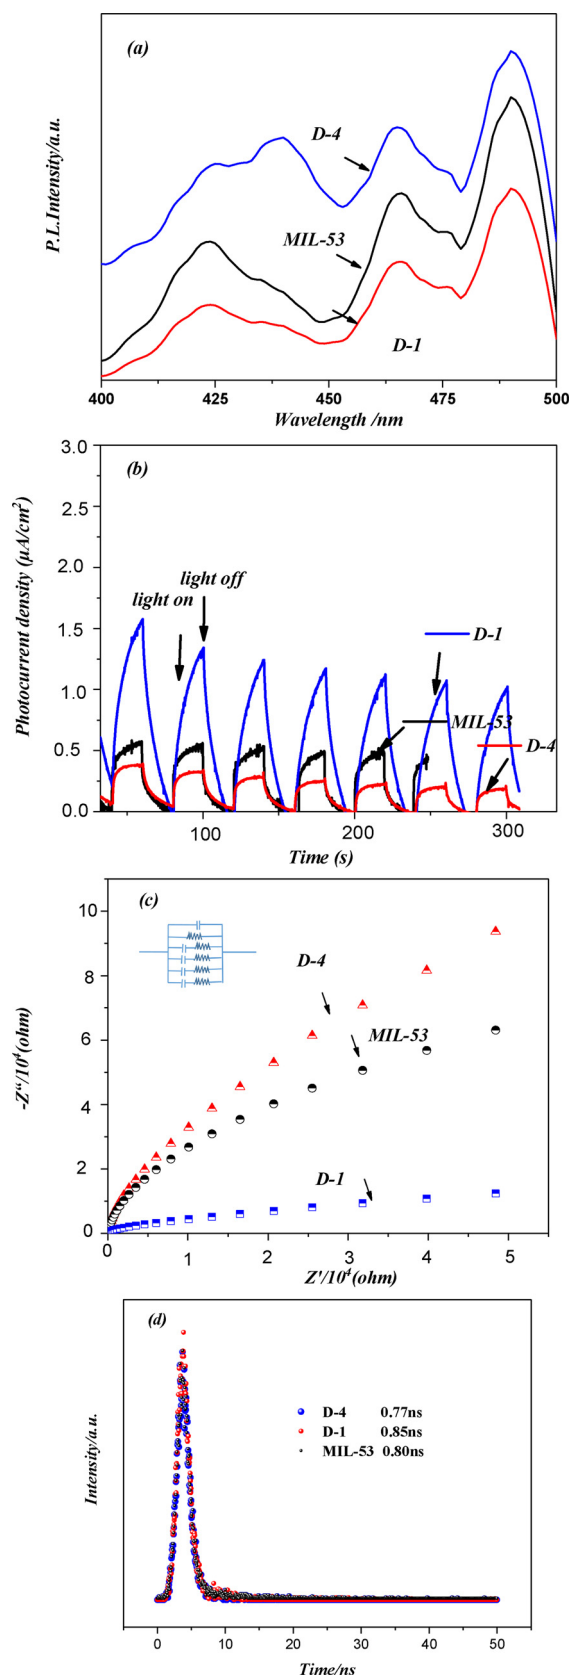 (a)
D-4
MIL-53
D-1
P.L.Intensity/a.u.
400 425 450 475 500
Wavelength /nm
(b)
3.0
2.5
2.0
1.5
1.0
0.5
0.0
light off
light on
D-1
MIL-53
D-4
Photocurrent density (μA/cm²)
100 200 300
Time (s)
(c)
10
8
6
4
2
0
D-4
MIL-53
D-1
-Z“/10⁴(ohm)
0 1 2 3 4 5
Z'/10⁴(ohm)
(d)
D-4 0.77ns
D-1 0.85ns
MIL-53 0.80ns
Intensity/a.u.
0 10 20 30 40 50
Time/ns